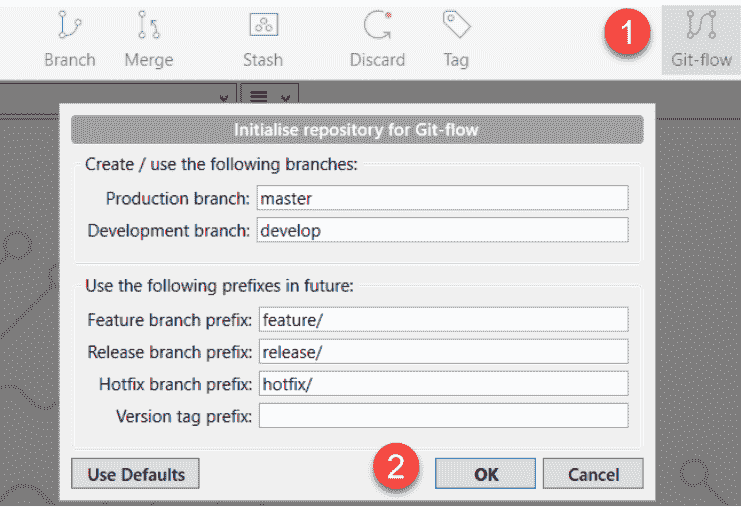 Branch Merge Stash Discard Tag 1 Git-flow
Initialise repository for Git-flow
Create / use the following branches:
Production branch: master
Development branch: develop
Use the following prefixes in future:
Feature branch prefix: feature/
Release branch prefix: release/
Hotfix branch prefix: hotfix/
Version tag prefix:
Use Defaults 2 OK Cancel